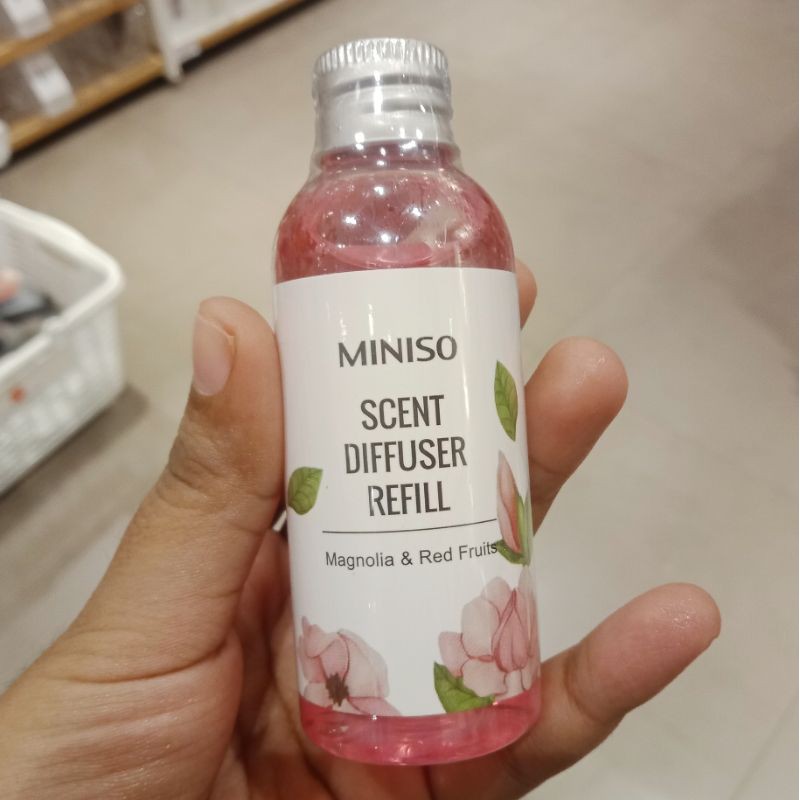 MINISO
SCENT
DIFFUSER
REFILL
Magnolia & Red Fruits